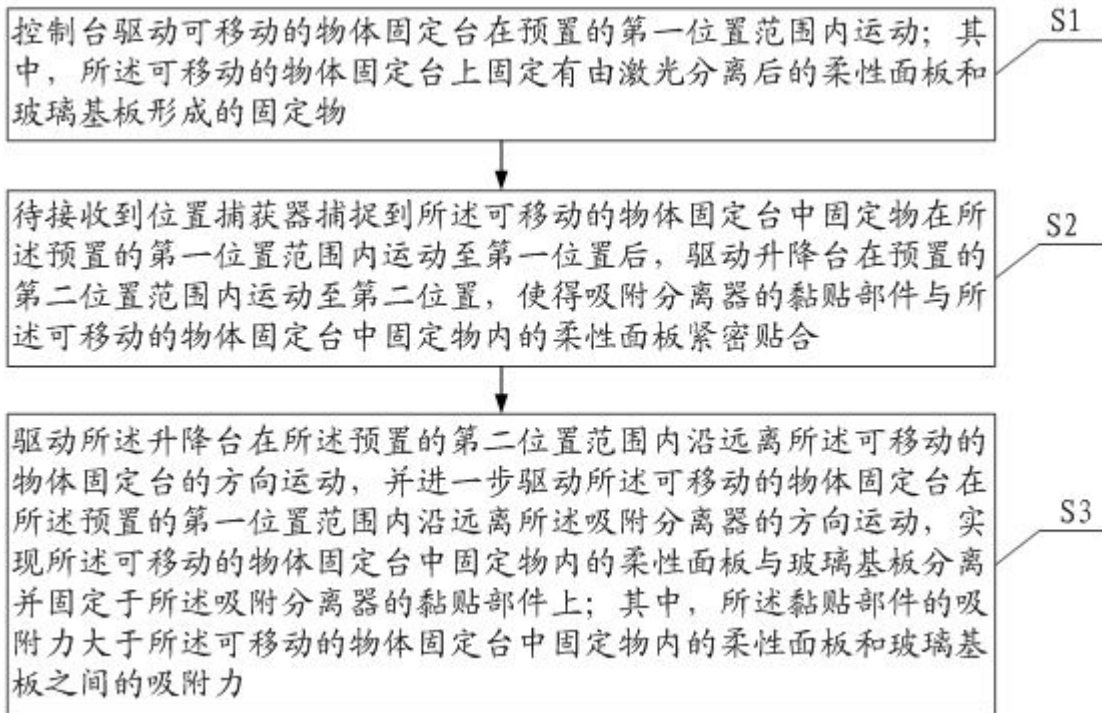 控制台驱动可移动的物体固定台在预置的第一位置范围内运动；其
中，所述可移动的物体固定台上固定有由激光分离后的柔性面板和
玻璃基板形成的固定物
S1
待接收到位置捕获器捕捉到所述可移动的物体固定台中固定物在所
述预置的第一位置范围内运动至第一位置后，驱动升降台在预置的
第二位置范围内运动至第二位置，使得吸附分离器的黏贴部件与所
述可移动的物体固定台中固定物内的柔性面板紧密贴合
S2
驱动所述升降台在所述预置的第二位置范围内沿远离所述可移动的
物体固定台的方向运动，并进一步驱动所述可移动的物体固定台在
所述预置的第一位置范围内沿远离所述吸附分离器的方向运动，实
现所述可移动的物体固定台中固定物内的柔性面板与玻璃基板分离
并固定于所述吸附分离器的黏贴部件上；其中，所述黏贴部件的吸
附力大于所述可移动的物体固定台中固定物内的柔性面板和玻璃基
板之间的吸附力
S3